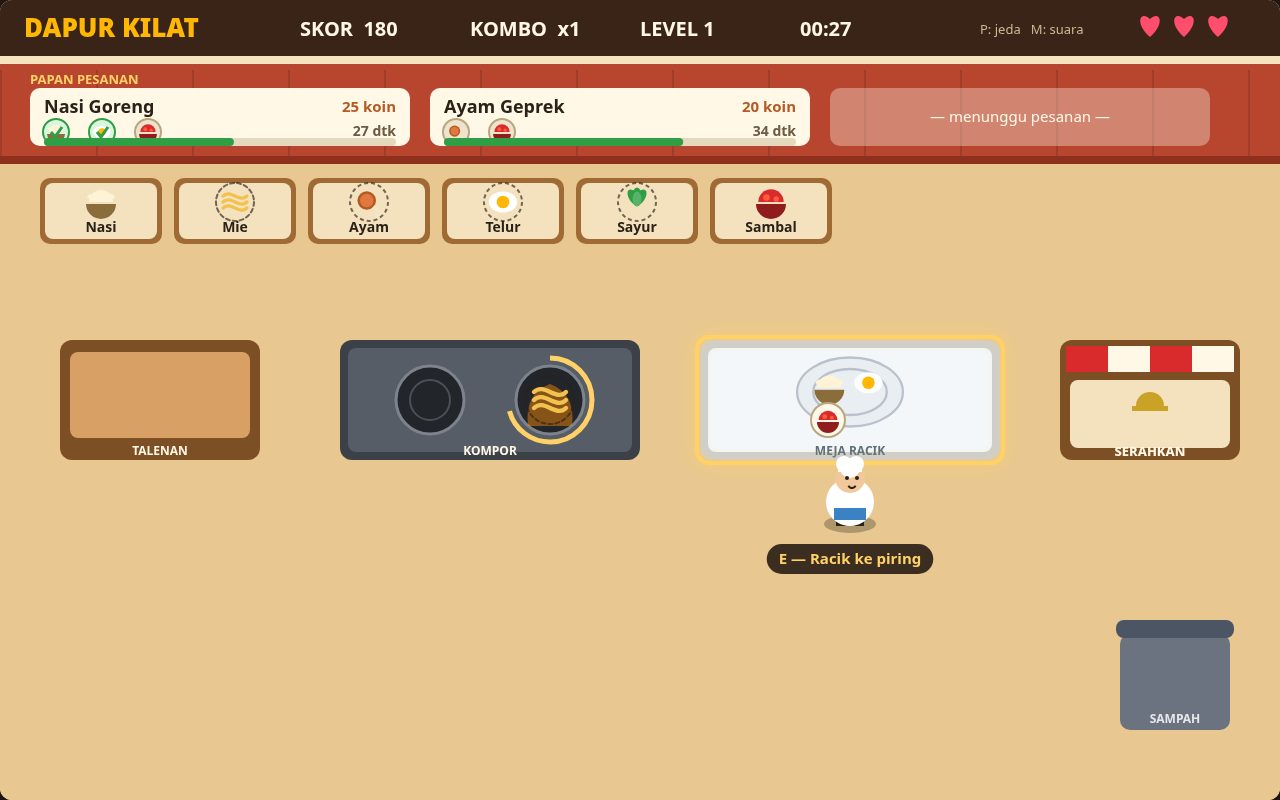 DAPUR KILAT
SKOR 180
KOMBO x1
LEVEL 1
00:27
P: jeda M: suara
PAPAN PESANAN
Nasi Goreng
25 koin
27 dtk
Ayam Geprek
20 koin
34 dtk
— menunggu pesanan —
Nasi
Mie
Ayam
Telur
Sayur
Sambal
TALENAN
KOMPOR
MEJA RACIK
SERAHKAN
E — Racik ke piring
SAMPAH